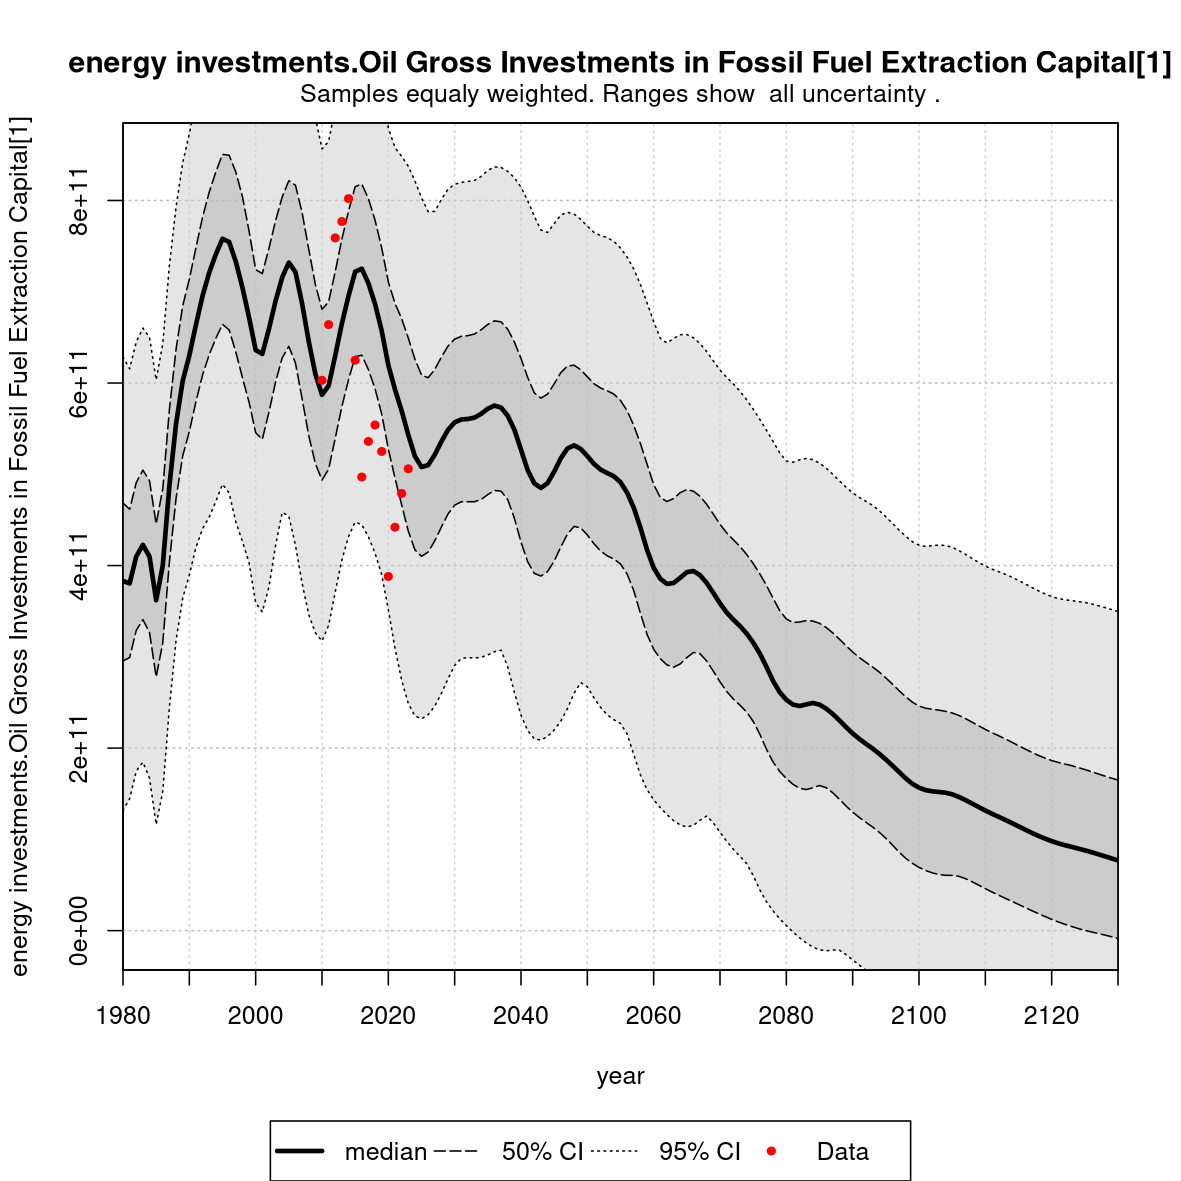 energy investments.Oil Gross Investments in Fossil Fuel Extraction Capital[1]
Samples equaly weighted. Ranges show  all uncertainty .
energy investments.Oil Gross Investments in Fossil Fuel Extraction Capital[1]
8e+11
6e+11
4e+11
2e+11
0e+00
1980 2000 2020 2040 2060 2080 2100 2120
year
median 50% CI 95% CI Data